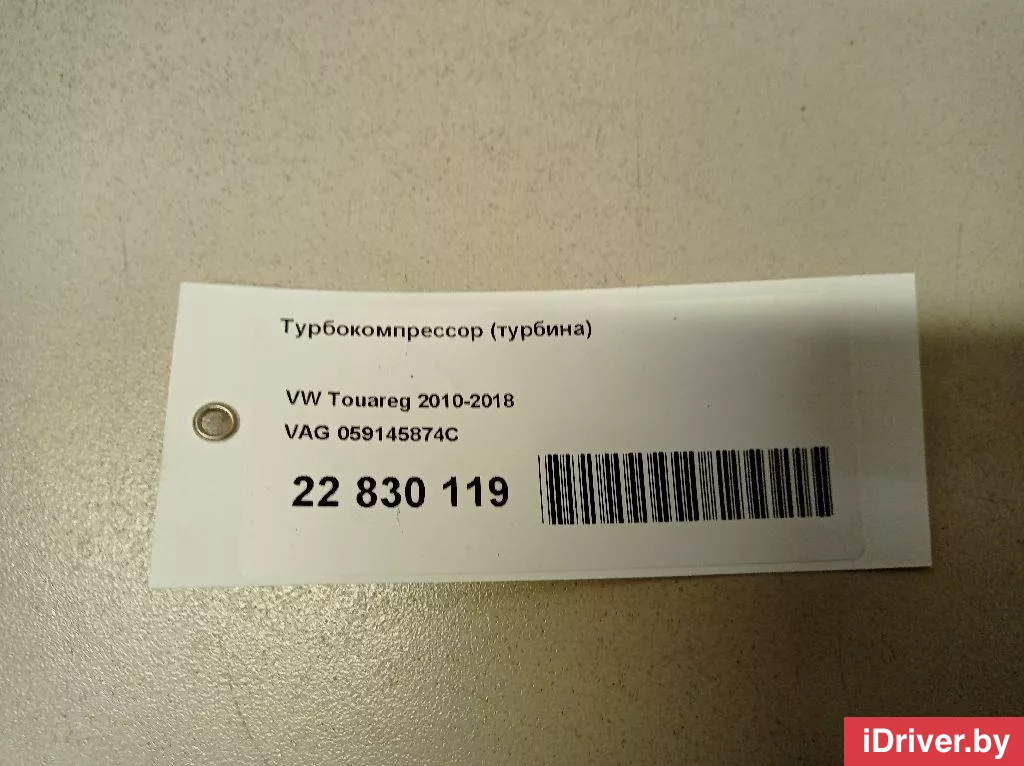 Турбокомпрессор (турбина)
VW Touareg 2010-2018
VAG 059145874C
22 830 119
iDriver.by